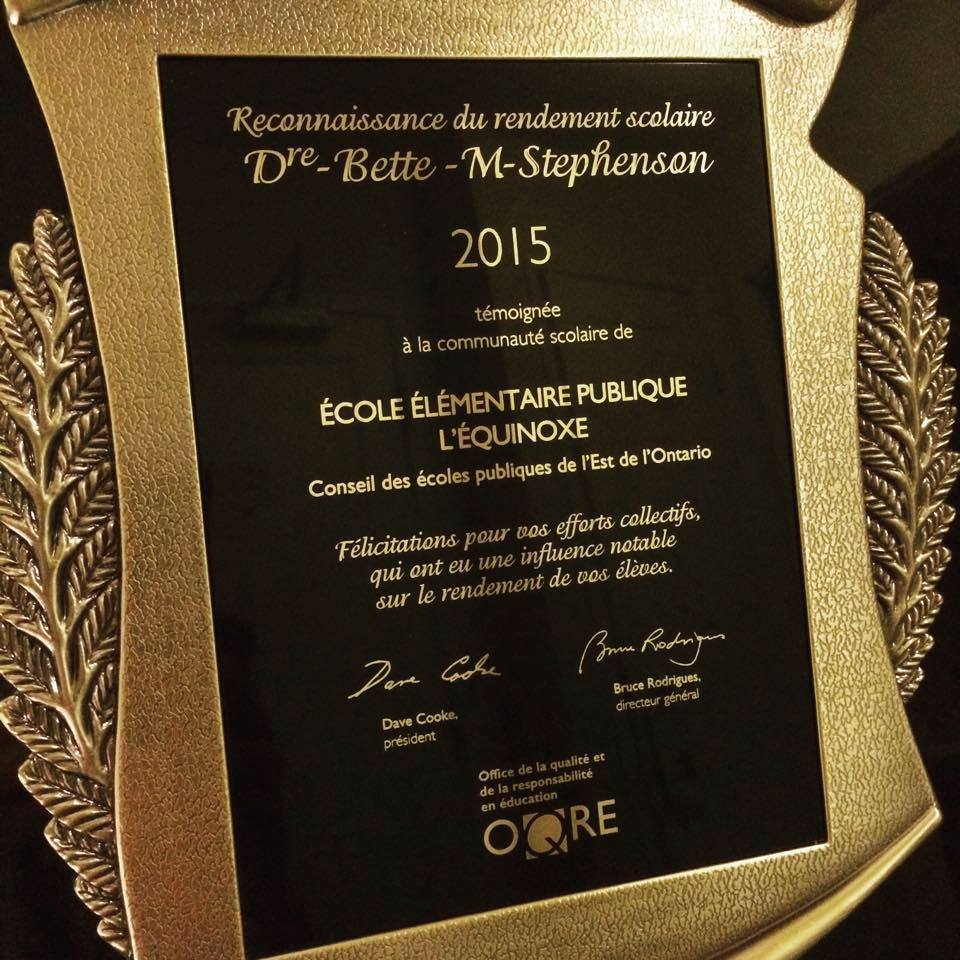 Reconnaissance du rendement scolaire
Dre-Bette-M-Stephenson
2015
témoignée
à la communauté scolaire de
ÉCOLE ÉLÉMENTAIRE PUBLIQUE
L'ÉQUINOXE
Conseil des écoles publiques de l'Est de l'Ontario
Félicitations pour vos efforts collectifs,
qui ont eu une influence notable
sur le rendement de vos élèves.
Dave Cooke
Bruce Rodrigues
Dave Cooke,
président
Bruce Rodrigues,
directeur général
Office de la qualité et
de la responsabilité
en éducation
OQRE